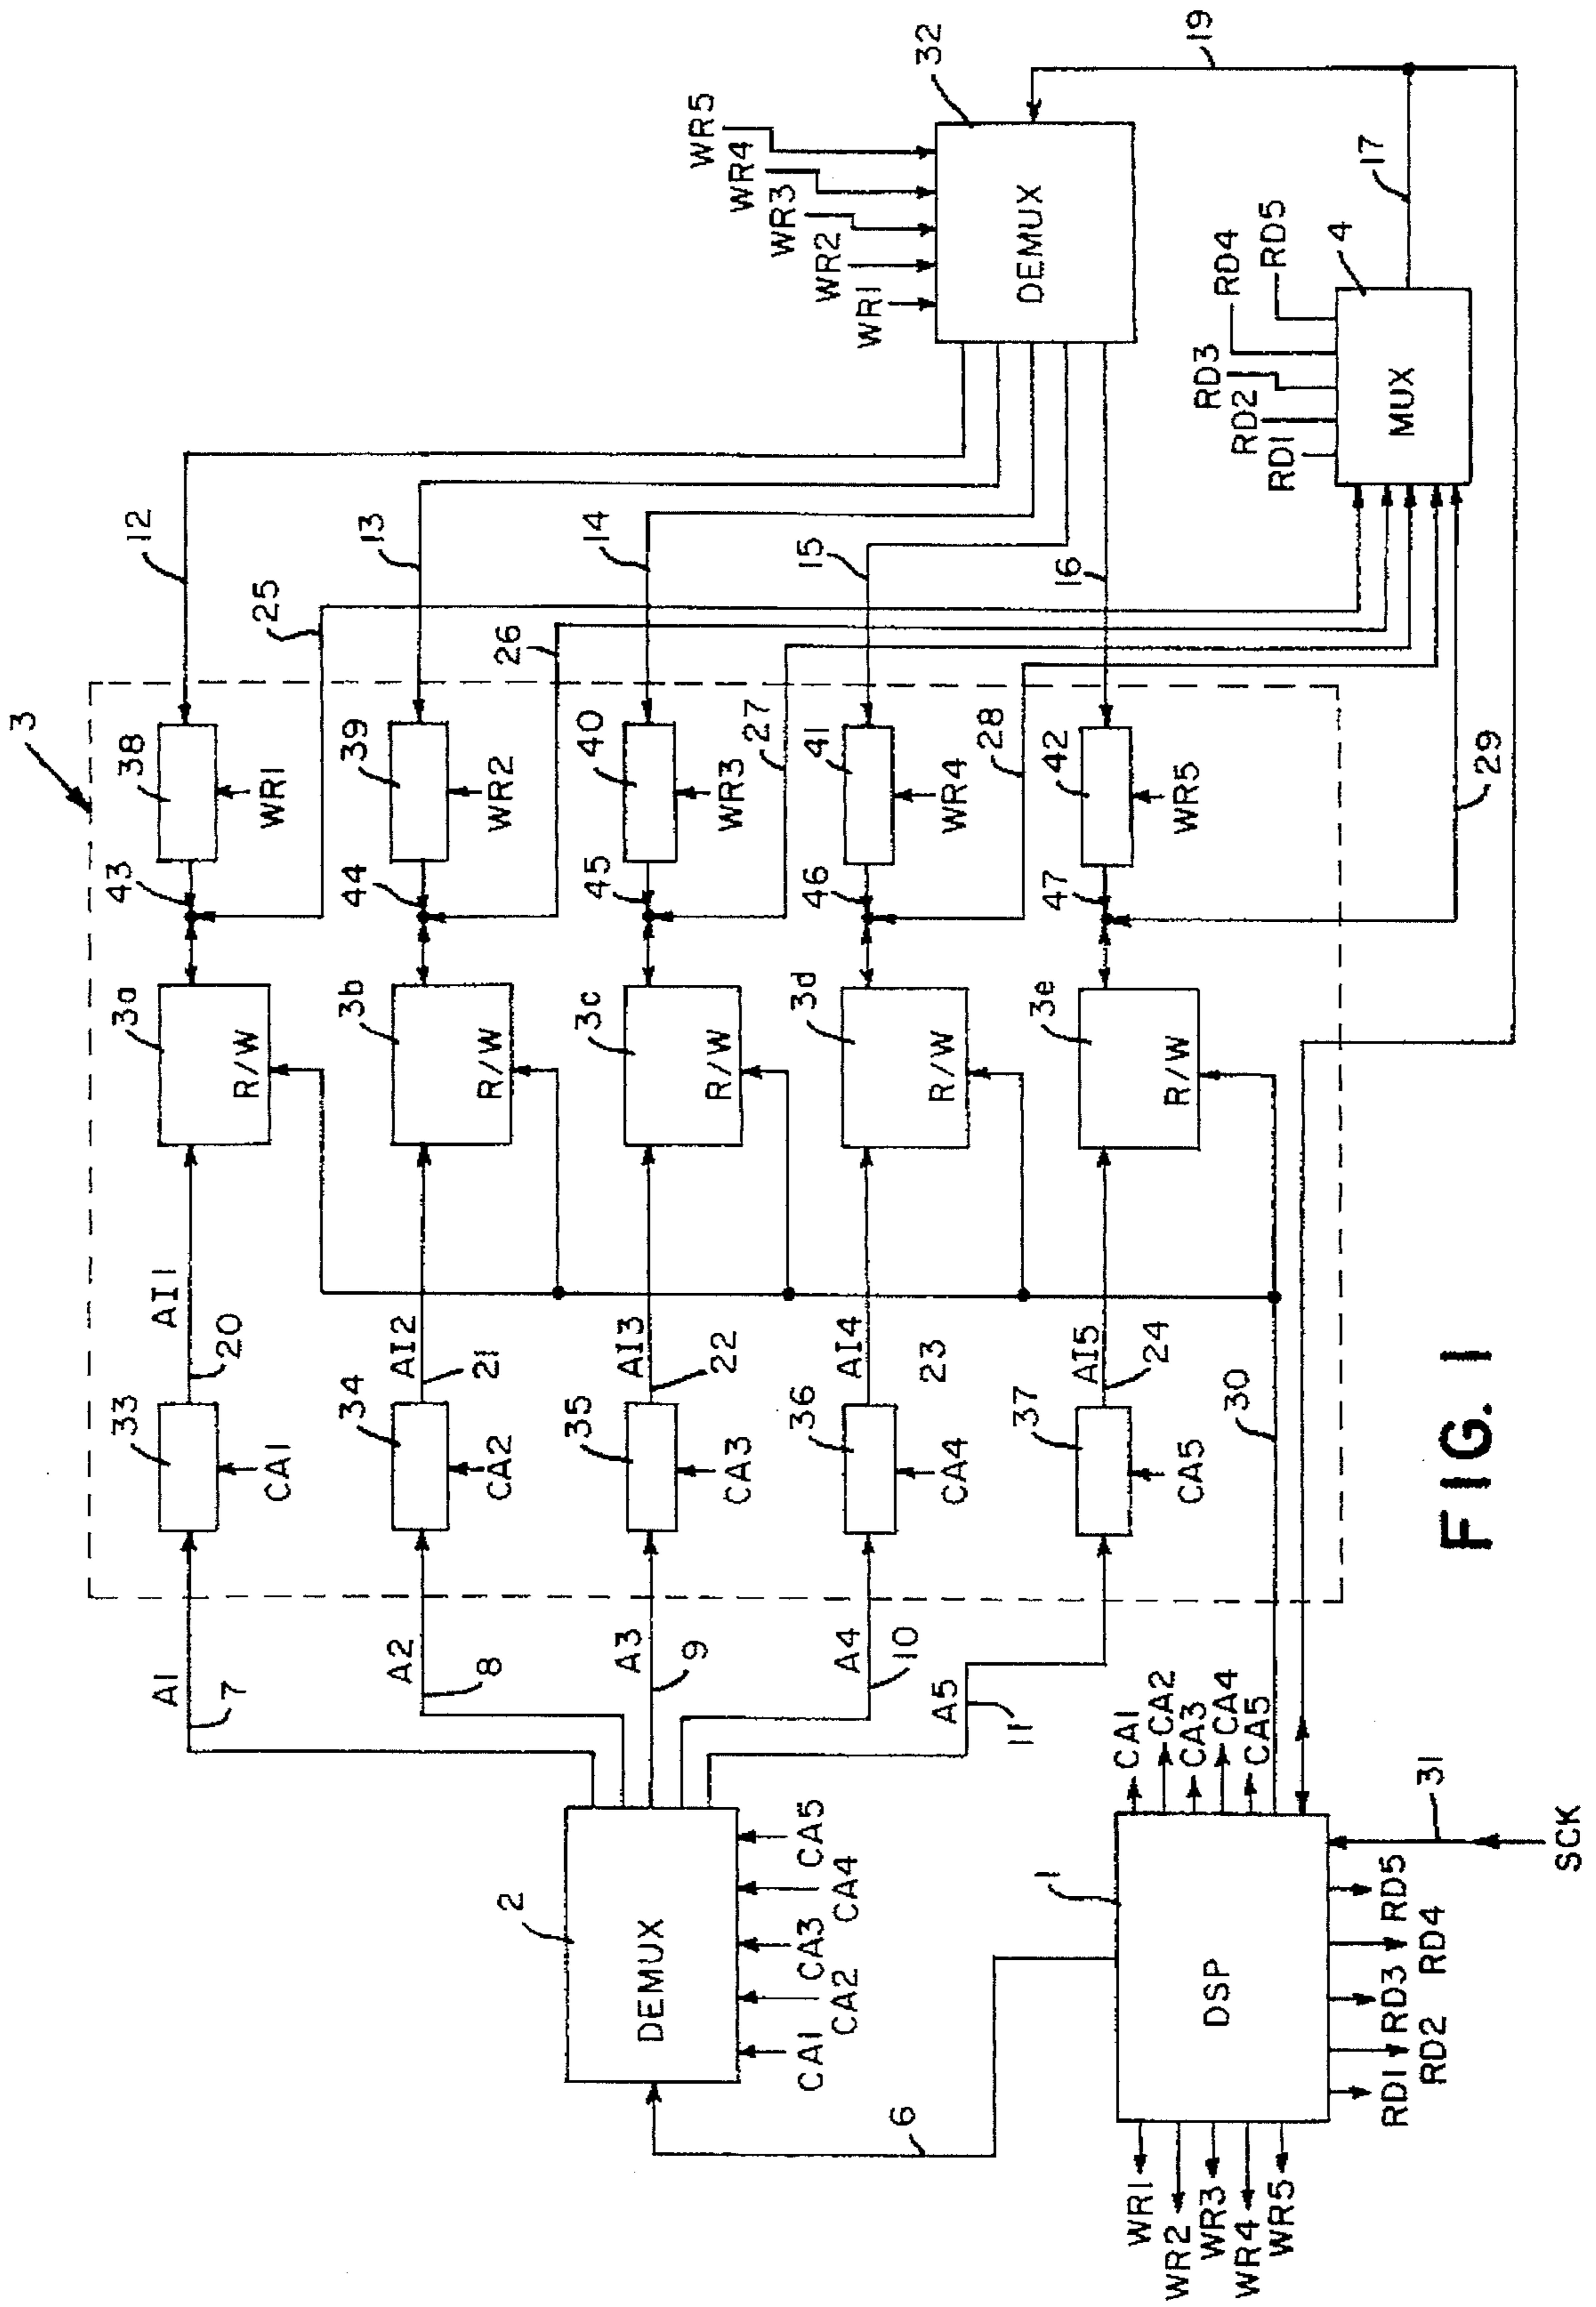 3
12
25
13
26
14
15
16
27
28
29
19
17
32
4
WR1
WR2
WR3
WR4
WR5
DEMUX
RD1
RD2
RD3
RD4
RD5
MUX
38
WR1
43
39
WR2
44
40
WR3
45
41
WR4
46
42
WR5
47
3a
R/W
3b
R/W
3c
R/W
3d
R/W
3e
R/W
AI1
20
AI2
21
AI3
22
AI4
23
AI5
24
30
33
CA1
34
CA2
35
CA3
36
CA4
37
CA5
A1
7
A2
8
A3
9
A4
10
A5
11
2
DEMUX
CA1
CA2
CA3
CA4
CA5
6
1
DSP
CA1
CA2
CA3
CA4
CA5
WR1
WR2
WR3
WR4
WR5
RD1
RD2
RD3
RD4
RD5
31
SCK
FIG. 1